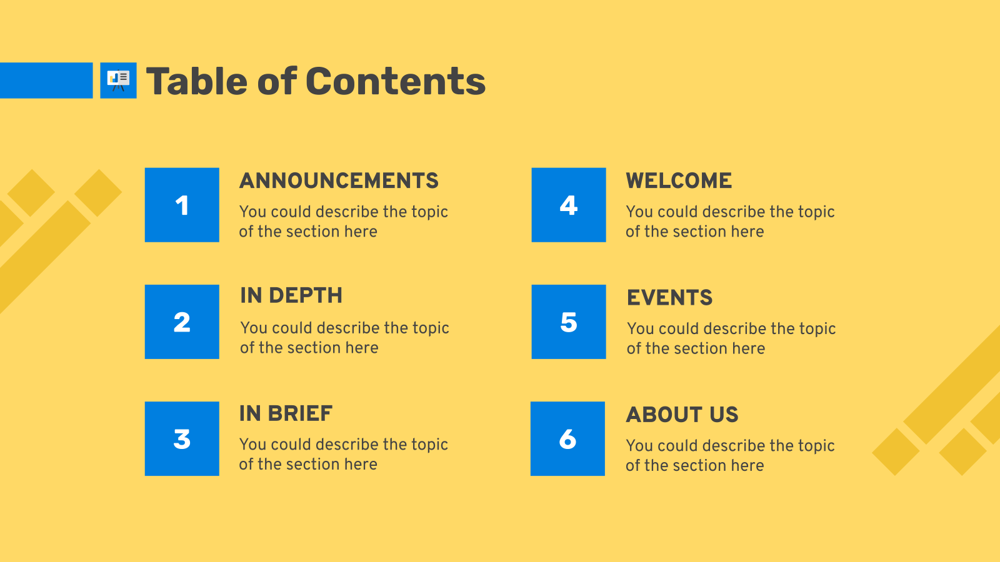 Table of Contents
1
ANNOUNCEMENTS
You could describe the topic
of the section here
2
IN DEPTH
You could describe the topic
of the section here
3
IN BRIEF
You could describe the topic
of the section here
4
WELCOME
You could describe the topic
of the section here
5
EVENTS
You could describe the topic
of the section here
6
ABOUT US
You could describe the topic
of the section here